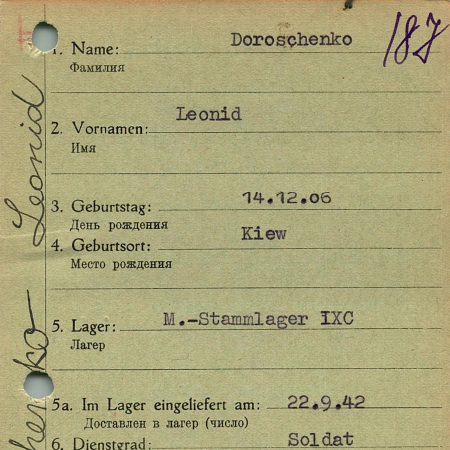 187
1. Name: Doroschenko
Фамилия
2. Vornamen: Leonid
Имя
3. Geburtstag: 14.12.06
День рождения
4. Geburtsort: Kiew
Место рождения
5. Lager: M.-Stammlager IXC
Лагер
5a. Im Lager eingeliefert am: 22.9.42
Доставлен в лагер (число)
6. Dienstgrad: Soldat
henko Leonid